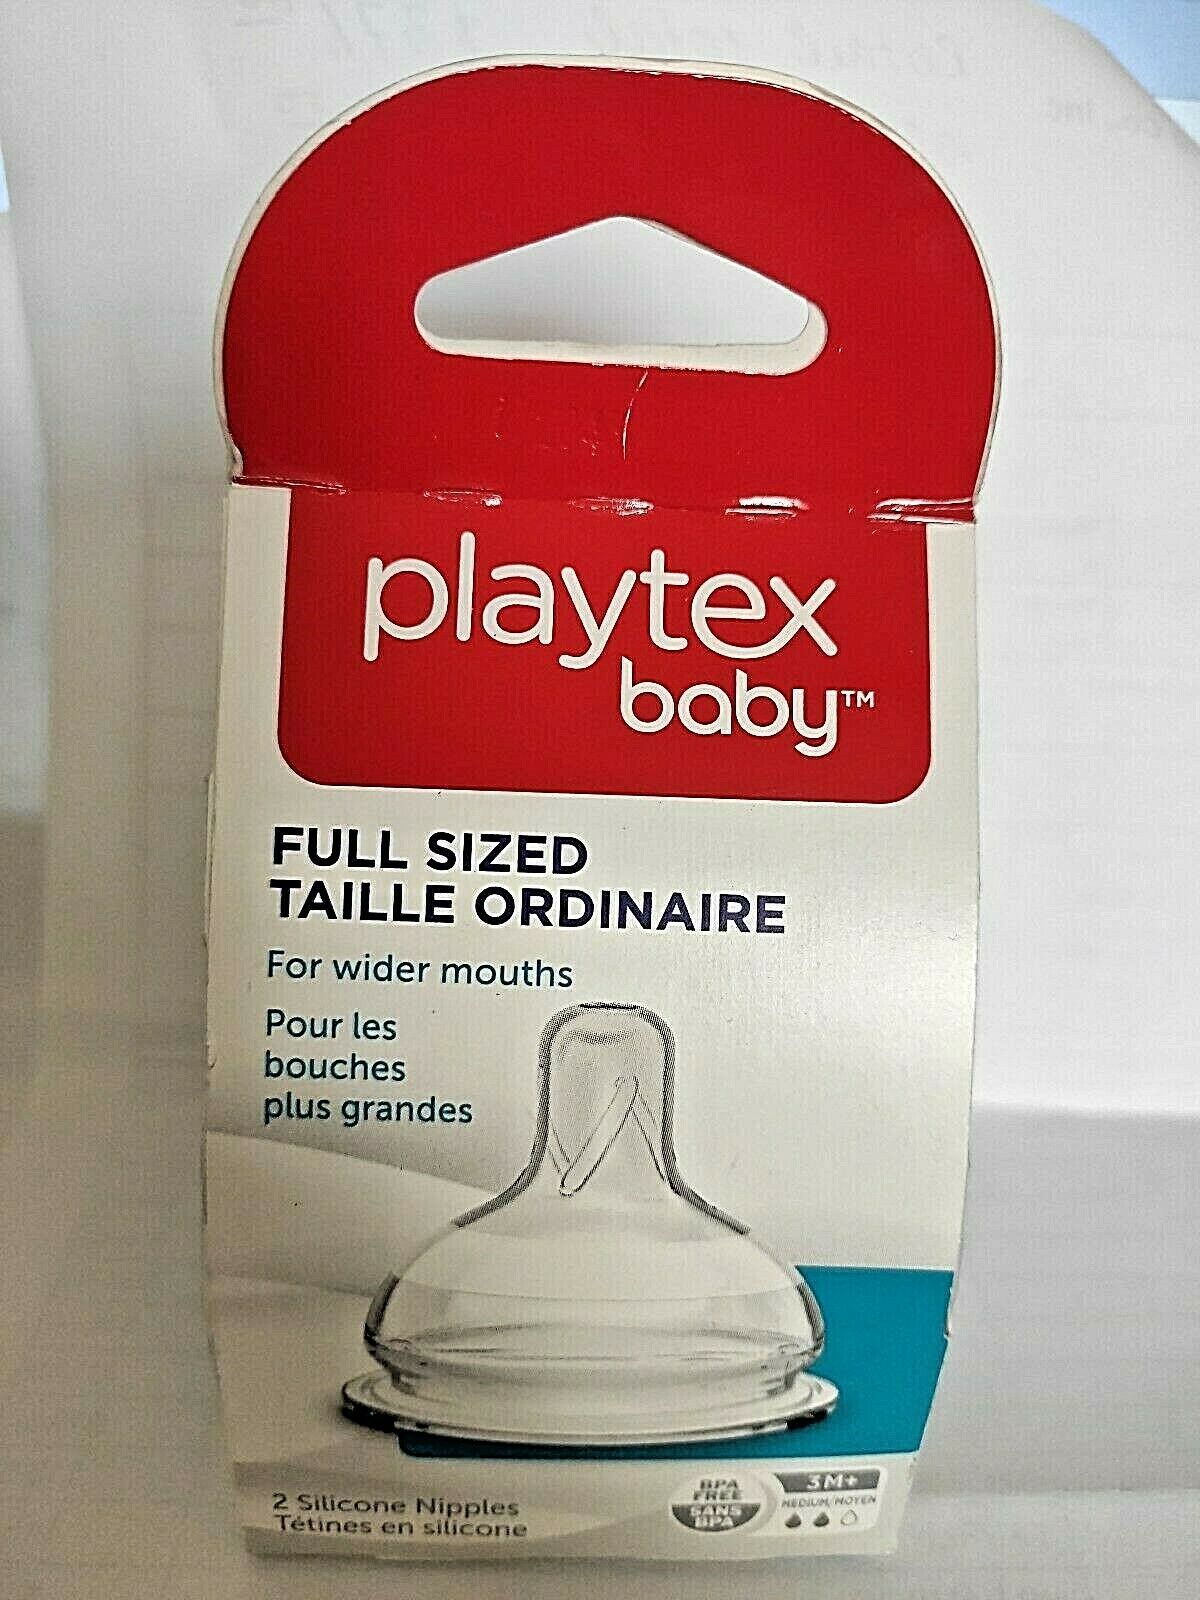 playtex
baby™
FULL SIZED
TAILLE ORDINAIRE
For wider mouths
Pour les
bouches
plus grandes
2 Silicone Nipples
Tétines en silicone
BPA
FREE
SANS
BPA
3M+
MEDIUM/MOYEN